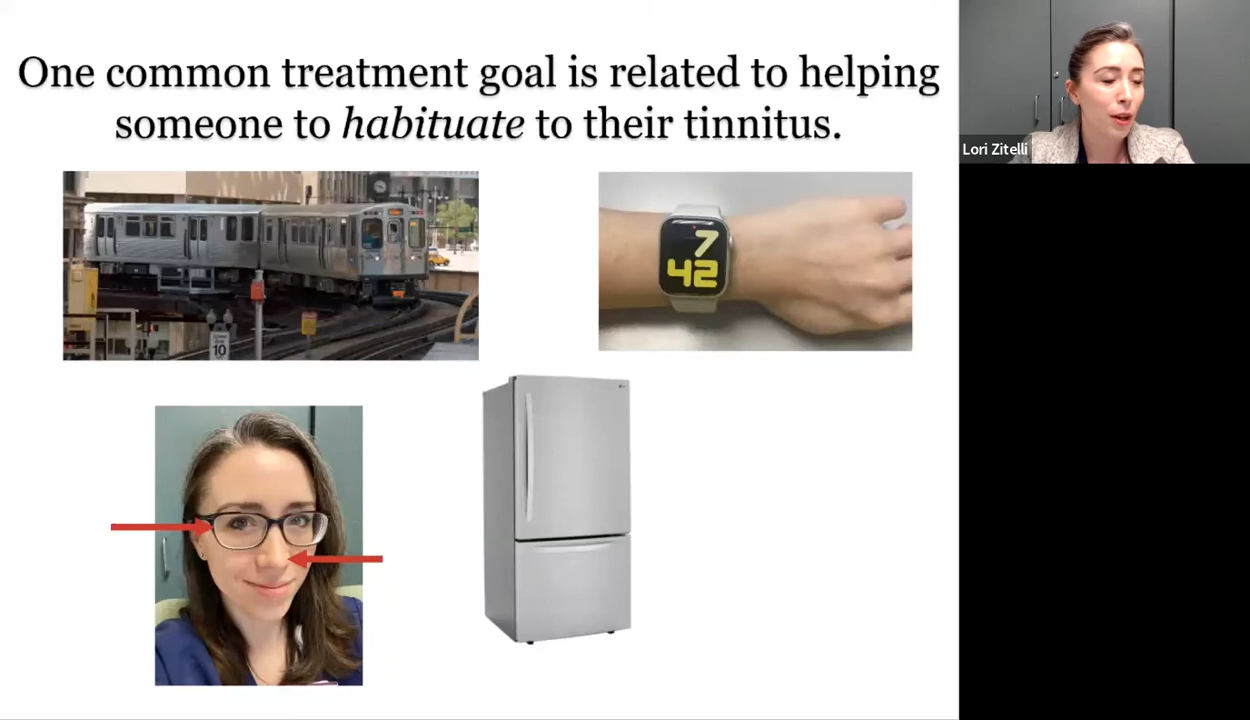 One common treatment goal is related to helping
someone to habituate to their tinnitus.
Lori Zitelli
7
42
10